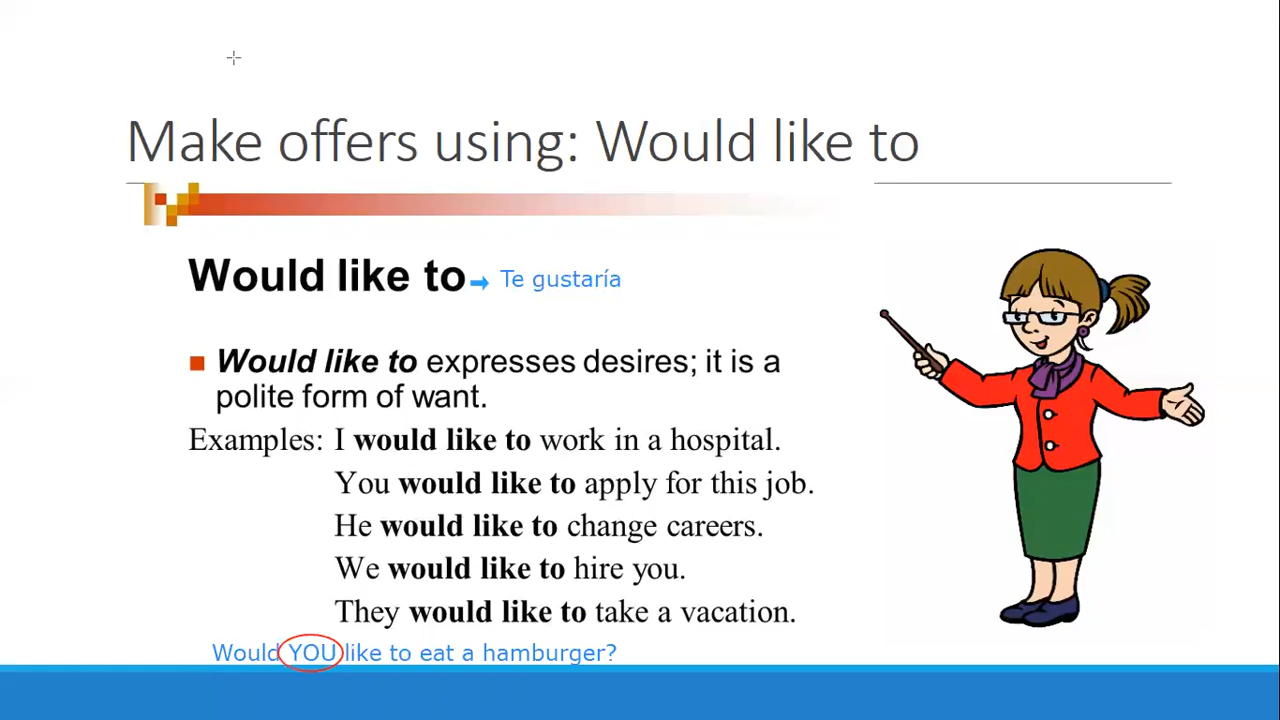 Make offers using: Would like to
Would like to➡ Te gustaría
Would like to expresses desires; it is a
polite form of want.
Examples: I would like to work in a hospital.
You would like to apply for this job.
He would like to change careers.
We would like to hire you.
They would like to take a vacation.
Would YOU like to eat a hamburger?